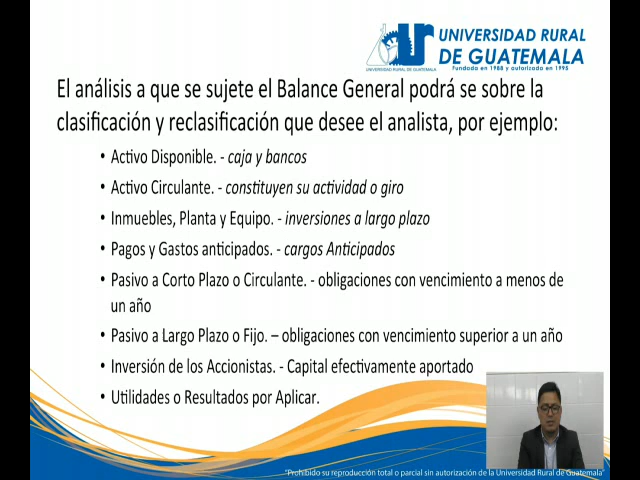 UNIVERSIDAD RURAL
DE GUATEMALA
Fundada en 1988 y autorizada en 1995
UNIVERSIDAD RURAL DE GUATEMALA
El análisis a que se sujete el Balance General podrá se sobre la
clasificación y reclasificación que desee el analista, por ejemplo:
• Activo Disponible. - caja y bancos
• Activo Circulante. - constituyen su actividad o giro
• Inmuebles, Planta y Equipo. - inversiones a largo plazo
• Pagos y Gastos anticipados. - cargos Anticipados
• Pasivo a Corto Plazo o Circulante. - obligaciones con vencimiento a menos de
un año
• Pasivo a Largo Plazo o Fijo. – obligaciones con vencimiento superior a un año
• Inversión de los Accionistas. - Capital efectivamente aportado
• Utilidades o Resultados por Aplicar.
"Prohibido su reproducción total o parcial sin autorización de la Universidad Rural de Guatemala"